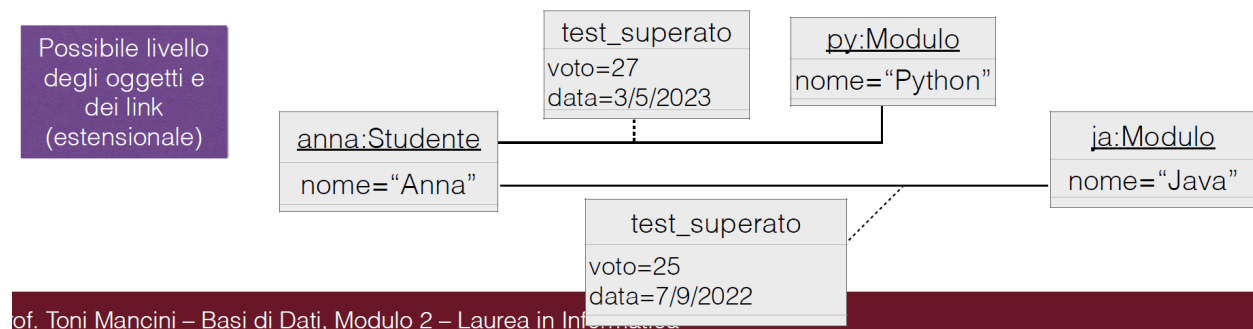 Possibile livello
degli oggetti e
dei link
(estensionale)
test_superato
voto=27
data=3/5/2023
py:Modulo
nome=“Python”
anna:Studente
nome=“Anna”
ja:Modulo
nome=“Java”
test_superato
voto=25
data=7/9/2022
Toni Mancini – Basi di Dati, Modulo 2 – Laurea in